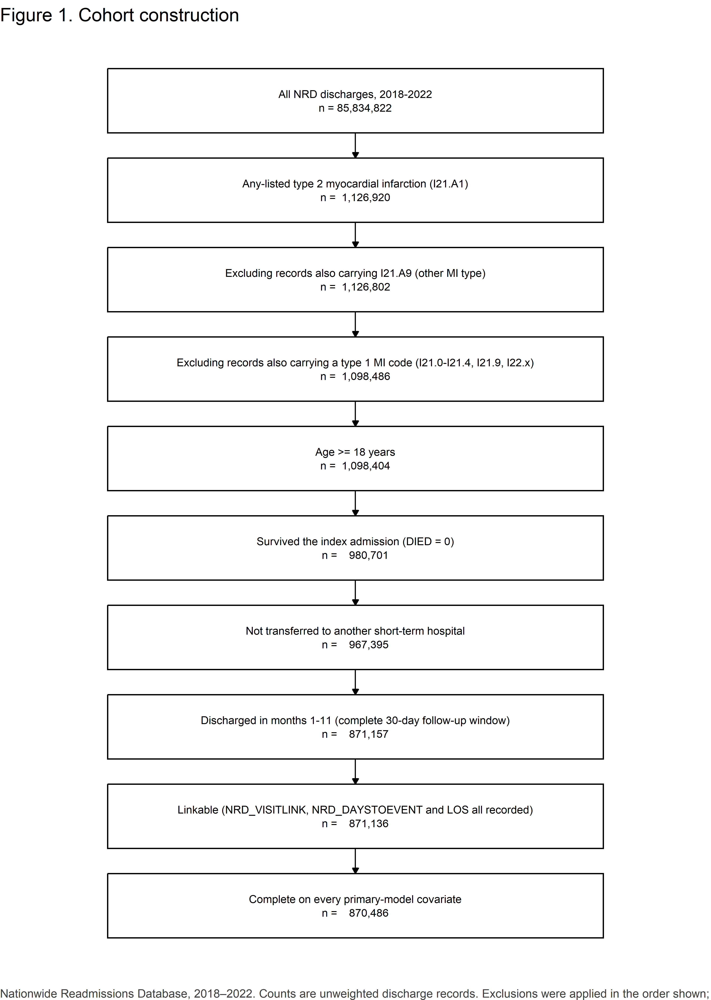 Figure 1. Cohort construction
All NRD discharges, 2018-2022
n = 85,834,822
Any-listed type 2 myocardial infarction (I21.A1)
n =  1,126,920
Excluding records also carrying I21.A9 (other MI type)
n =  1,126,802
Excluding records also carrying a type 1 MI code (I21.0-I21.4, I21.9, I22.x)
n =  1,098,486
Age >= 18 years
n =  1,098,404
Survived the index admission (DIED = 0)
n =    980,701
Not transferred to another short-term hospital
n =    967,395
Discharged in months 1-11 (complete 30-day follow-up window)
n =    871,157
Linkable (NRD_VISITLINK, NRD_DAYSTOEVENT and LOS all recorded)
n =    871,136
Complete on every primary-model covariate
n =    870,486
Nationwide Readmissions Database, 2018–2022. Counts are unweighted discharge records. Exclusions were applied in the order shown;